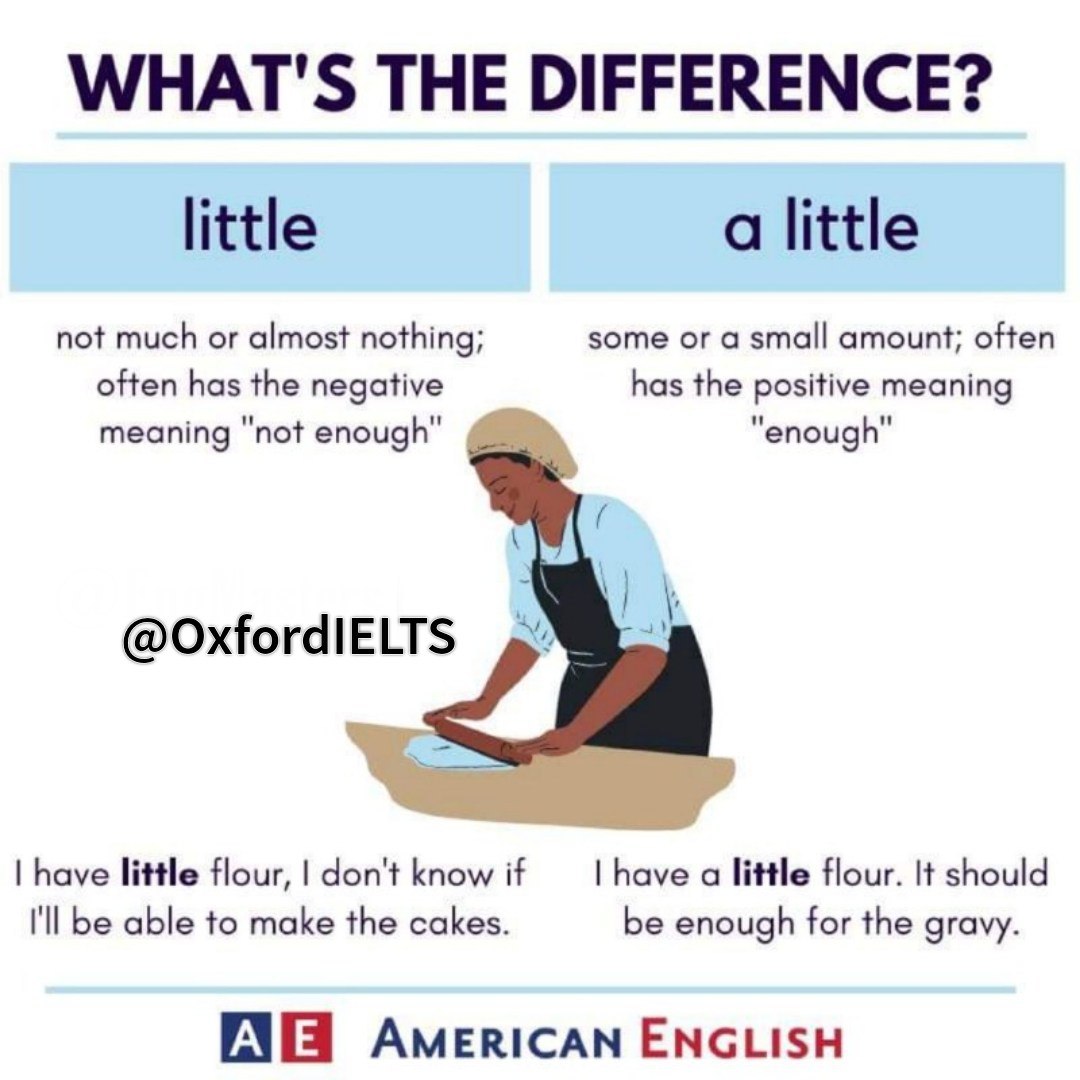 WHAT'S THE DIFFERENCE?
little
not much or almost nothing;
often has the negative
meaning "not enough"
a little
some or a small amount; often
has the positive meaning
"enough"
@OxfordIELTS
I have little flour, I don't know if
I'll be able to make the cakes.
I have a little flour. It should
be enough for the gravy.
AE AMERICAN ENGLISH